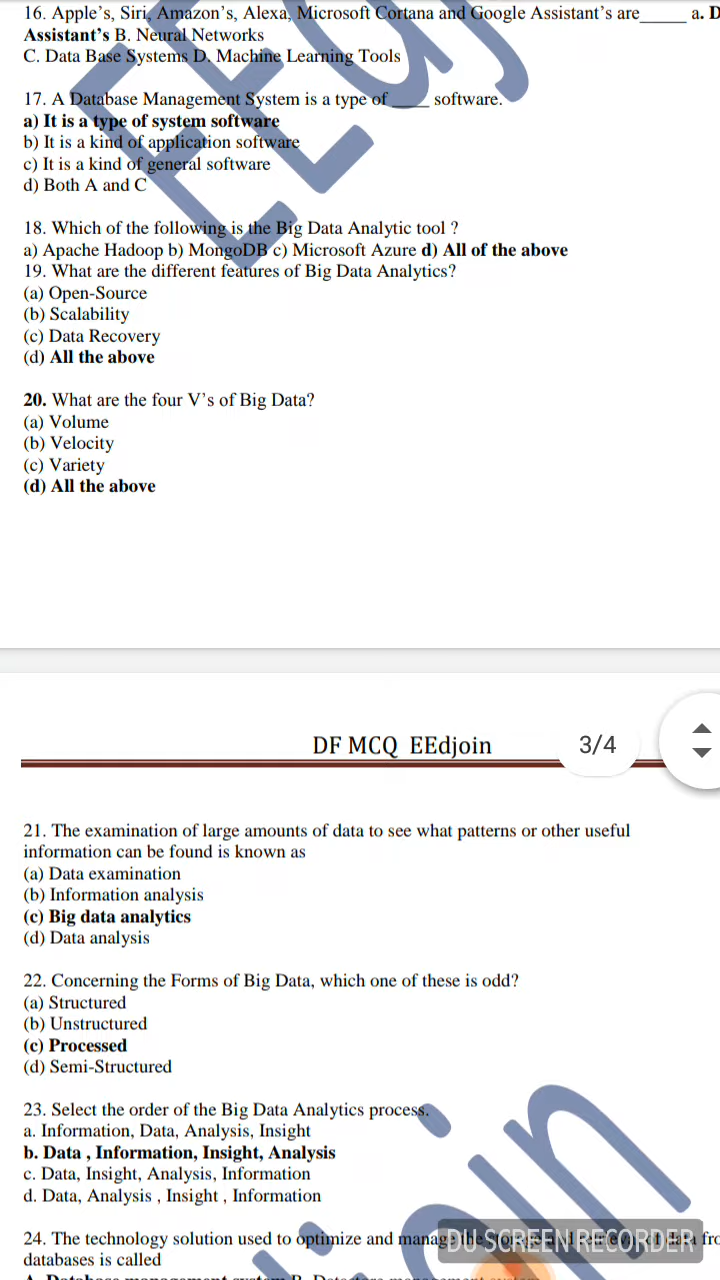 16. Apple's, Siri, Amazon's, Alexa, Microsoft Cortana and Google Assistant's are_____ a. D
Assistant's B. Neural Networks
C. Data Base Systems D. Machine Learning Tools
17. A Database Management System is a type of ____ software.
a) It is a type of system software
b) It is a kind of application software
c) It is a kind of general software
d) Both A and C
18. Which of the following is the Big Data Analytic tool ?
a) Apache Hadoop b) MongoDB c) Microsoft Azure d) All of the above
19. What are the different features of Big Data Analytics?
(a) Open-Source
(b) Scalability
(c) Data Recovery
(d) All the above
20. What are the four V's of Big Data?
(a) Volume
(b) Velocity
(c) Variety
(d) All the above
DF MCQ EEdjoin
3/4
21. The examination of large amounts of data to see what patterns or other useful
information can be found is known as
(a) Data examination
(b) Information analysis
(c) Big data analytics
(d) Data analysis
22. Concerning the Forms of Big Data, which one of these is odd?
(a) Structured
(b) Unstructured
(c) Processed
(d) Semi-Structured
23. Select the order of the Big Data Analytics process.
a. Information, Data, Analysis, Insight
b. Data , Information, Insight, Analysis
c. Data, Insight, Analysis, Information
d. Data, Analysis , Insight , Information
24. The technology solution used to optimize and manage the storage and retrieval of data fro
DU SCREEN RECORDER
databases is called